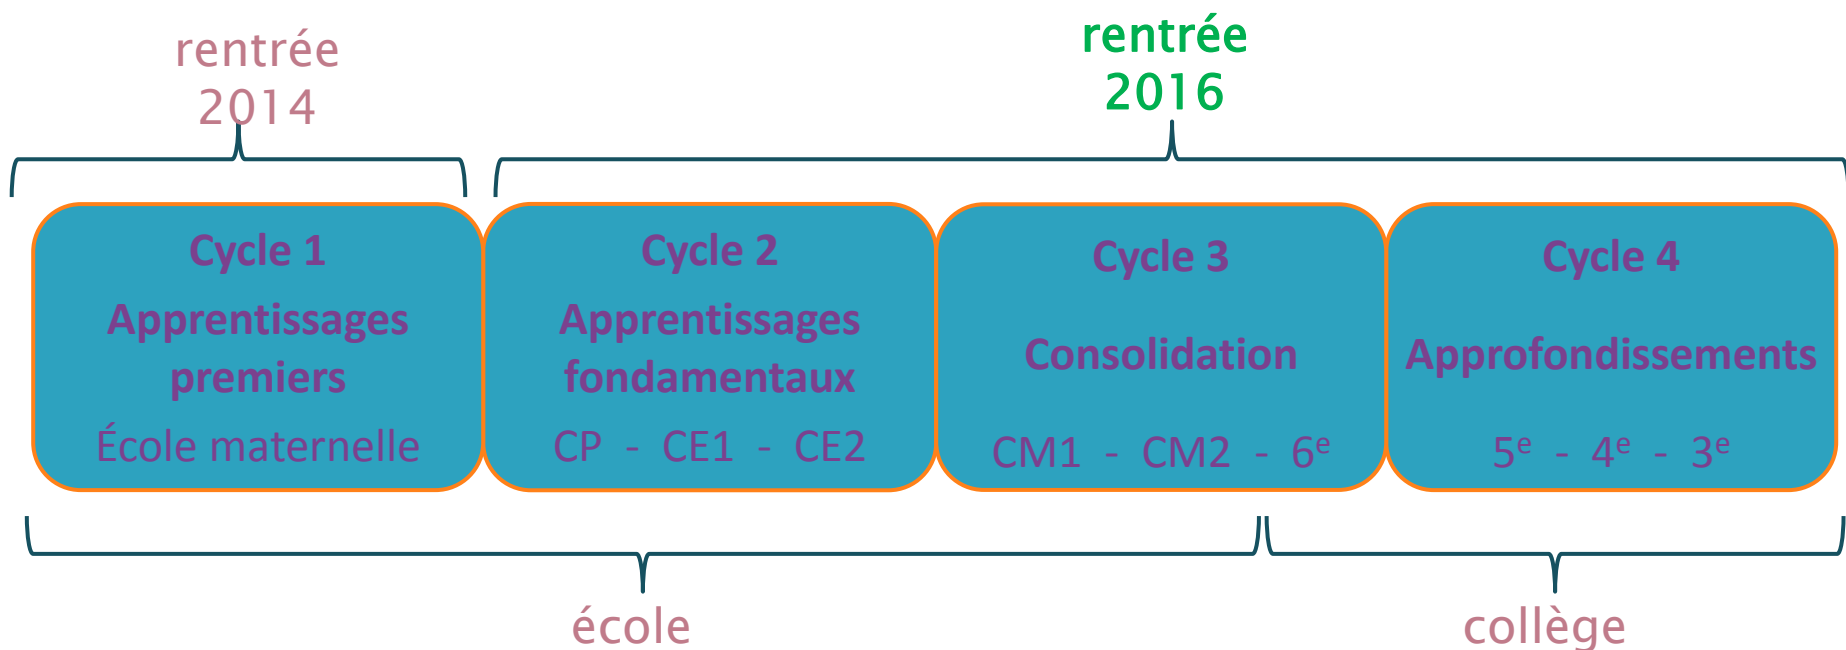 rentrée
2014
rentrée
2016
Cycle 1
Apprentissages
premiers
École maternelle
Cycle 2
Apprentissages
fondamentaux
CP - CE1 - CE2
Cycle 3
Consolidation
CM1 - CM2 - 6e
Cycle 4
Approfondissements
5e - 4e - 3e
école
collège